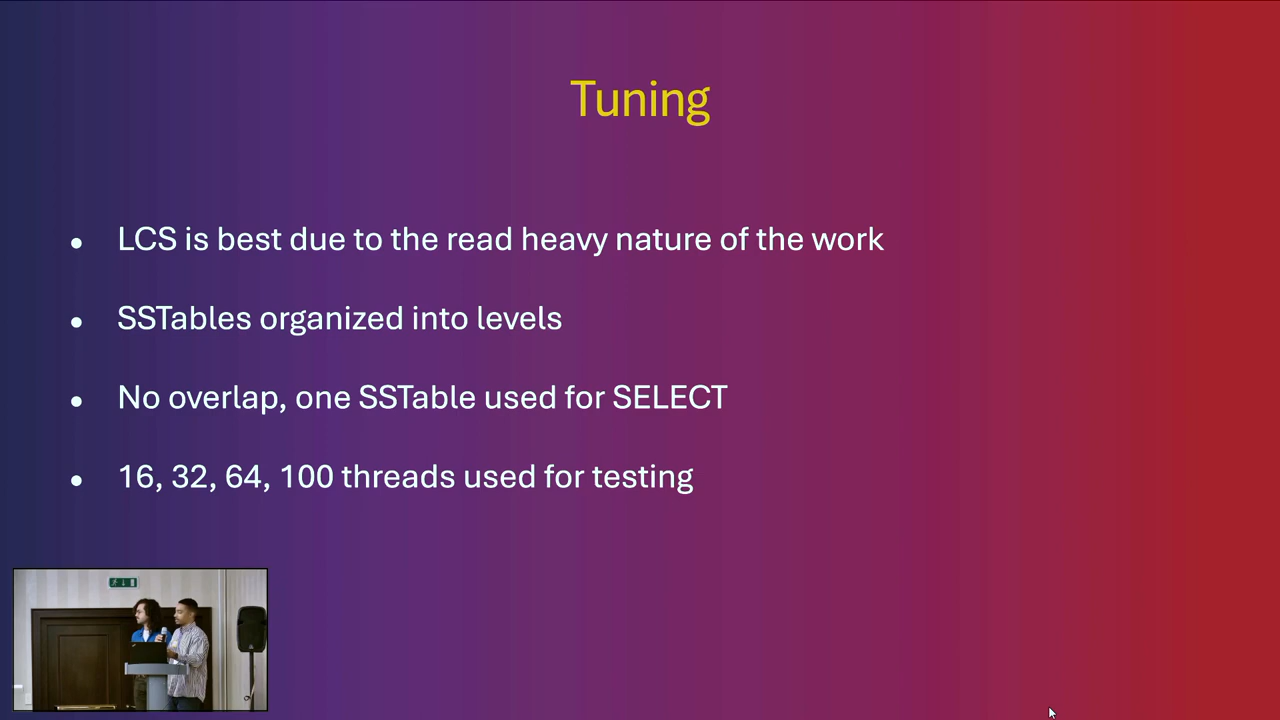 Tuning
• LCS is best due to the read heavy nature of the work
• SSTables organized into levels
• No overlap, one SSTable used for SELECT
• 16, 32, 64, 100 threads used for testing